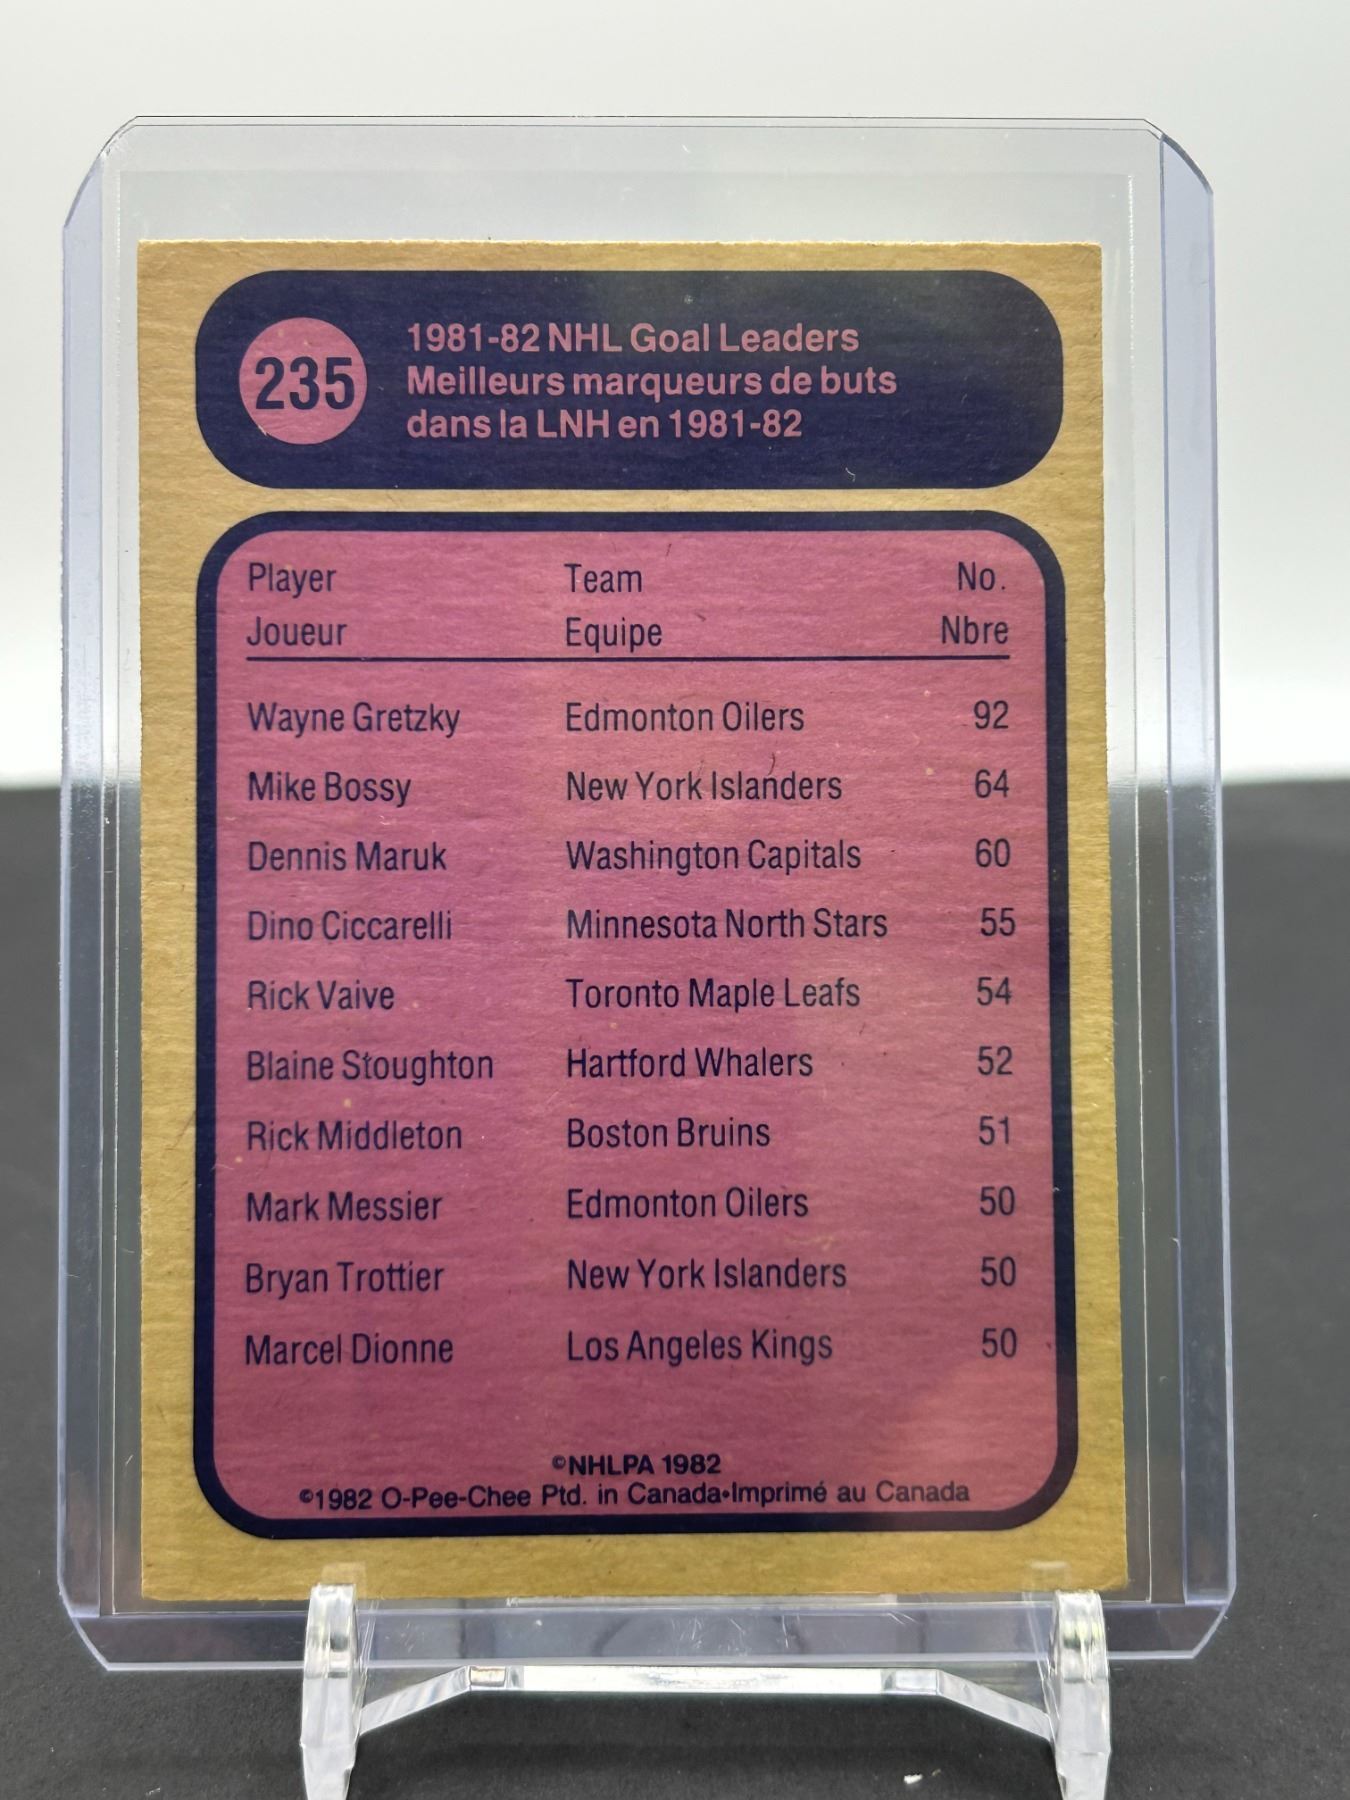 235
1981-82 NHL Goal Leaders
Meilleurs marqueurs de buts
dans la LNH en 1981-82
Player Team No.
Joueur Equipe Nbre
Wayne Gretzky Edmonton Oilers 92
Mike Bossy New York Islanders 64
Dennis Maruk Washington Capitals 60
Dino Ciccarelli Minnesota North Stars 55
Rick Vaive Toronto Maple Leafs 54
Blaine Stoughton Hartford Whalers 52
Rick Middleton Boston Bruins 51
Mark Messier Edmonton Oilers 50
Bryan Trottier New York Islanders 50
Marcel Dionne Los Angeles Kings 50
©NHLPA 1982
©1982 O-Pee-Chee Ptd. in Canada•Imprimé au Canada